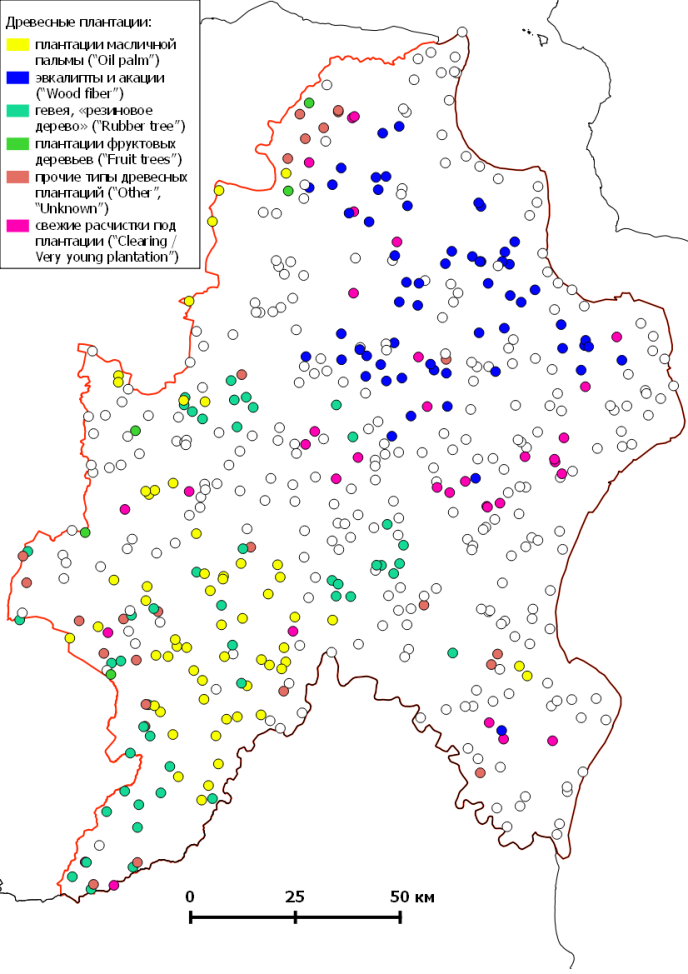 Древесные плантации:
плантации масличной
пальмы ("Oil palm")
эвкалипты и акации
("Wood fiber")
гевея, «резиновое
дерево» ("Rubber tree")
плантации фруктовых
деревьев ("Fruit trees")
прочие типы древесных
плантаций ("Other",
"Unknown")
свежие расчистки под
плантации ("Clearing /
Very young plantation")
0 25 50 км